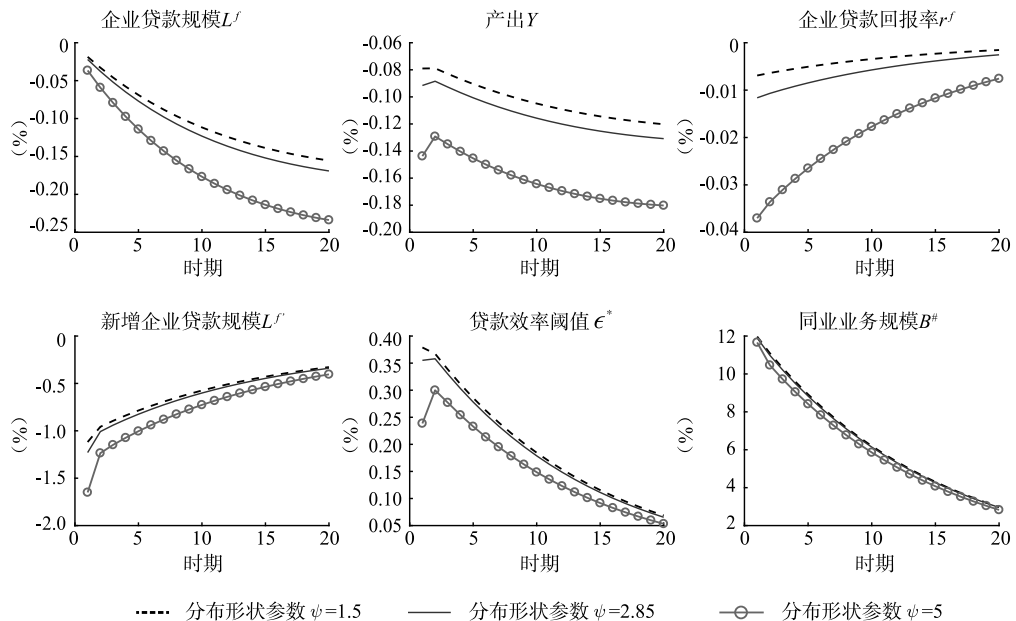 企业贷款规模Lᶠ
产出Y
企业贷款回报率rᶠ
0
-0.05
-0.10
-0.15
-0.20
-0.25
(%)
0 5 10 15 20
时期
-0.06
-0.08
-0.10
-0.12
-0.14
-0.16
-0.18
-0.20
(%)
0 5 10 15 20
时期
0
-0.01
-0.02
-0.03
-0.04
(%)
0 5 10 15 20
时期
新增企业贷款规模Lᶠ'
贷款效率阈值 ϵ*
同业业务规模B#
0
-0.5
-1.0
-1.5
-2.0
(%)
0 5 10 15 20
时期
0.40
0.35
0.30
0.25
0.20
0.15
0.10
0.05
(%)
0 5 10 15 20
时期
12
10
8
6
4
2
(%)
0 5 10 15 20
时期
分布形状参数 ψ=1.5 分布形状参数 ψ=2.85 分布形状参数 ψ=5